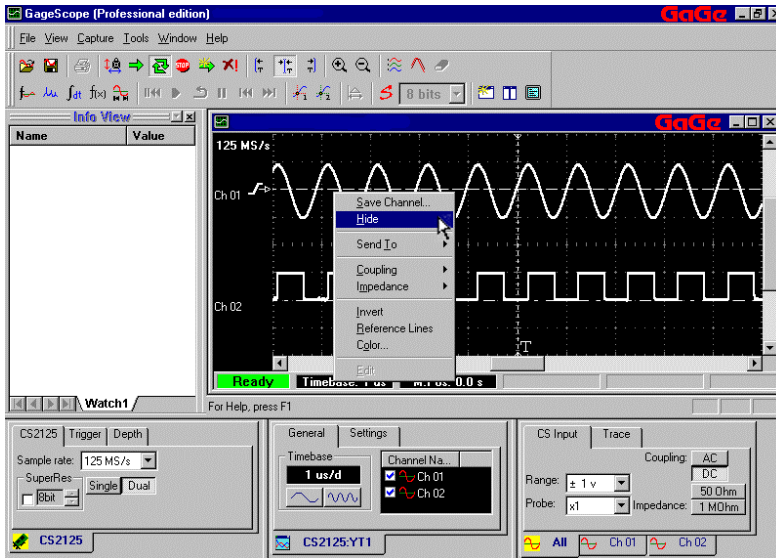 GageScope (Professional edition)
GaGe
File View Capture Tools Window Help
∫dt f(x)
8 bits
Info View
Name Value
Watch1
GaGe
125 MS/s
Ch 01
Ch 02
T
Save Channel...
Hide
Send To
Coupling
Impedance
Invert
Reference Lines
Color...
Edit
Ready Timebase: 1 us M.Pos: 0.0 s
For Help, press F1
CS2125 Trigger Depth
Sample rate: 125 MS/s
SuperRes
8bit
Single Dual
CS2125
General Settings
Timebase
1 us/d
Channel Na...
Ch 01
Ch 02
CS2125:YT1
CS Input Trace
Coupling: AC
DC
Range: ± 1 v
50 Ohm
Probe: x1
Impedance: 1 MOhm
All Ch 01 Ch 02